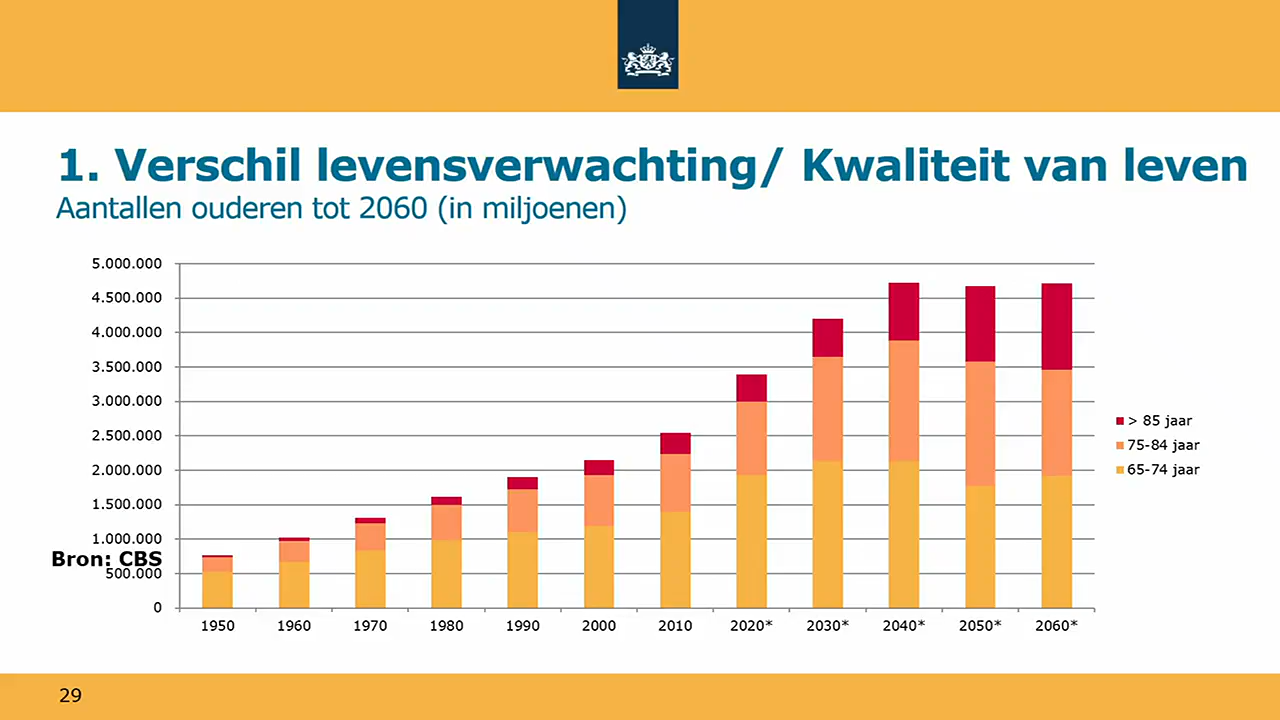 1. Verschil levensverwachting/ Kwaliteit van leven
Aantallen ouderen tot 2060 (in miljoenen)
5.000.000
4.500.000
4.000.000
3.500.000
3.000.000
2.500.000
2.000.000
1.500.000
1.000.000
Bron: CBS
500.000
0
1950 1960 1970 1980 1990 2000 2010 2020* 2030* 2040* 2050* 2060*
> 85 jaar
75-84 jaar
65-74 jaar
29